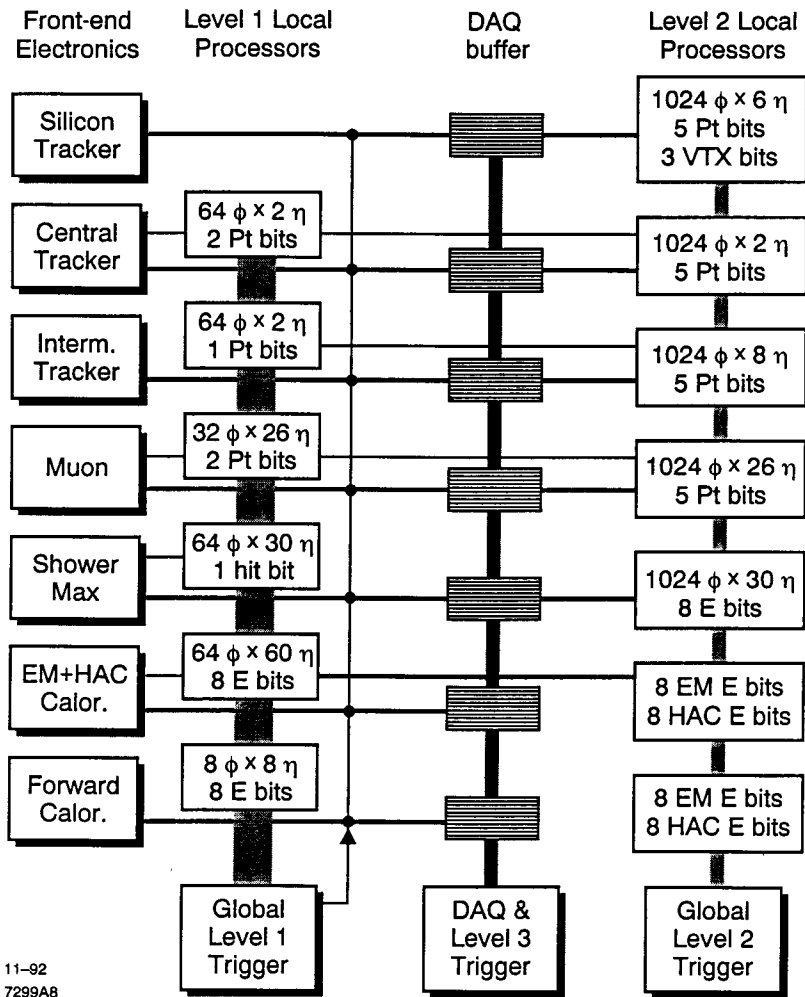 Front-end
Electronics
Level 1 Local
Processors
DAQ
buffer
Level 2 Local
Processors
Silicon
Tracker
1024 ϕ × 6 η
5 Pt bits
3 VTX bits
Central
Tracker
64 ϕ × 2 η
2 Pt bits
1024 ϕ × 2 η
5 Pt bits
Interm.
Tracker
64 ϕ × 2 η
1 Pt bits
1024 ϕ × 8 η
5 Pt bits
Muon
32 ϕ × 26 η
2 Pt bits
1024 ϕ × 26 η
5 Pt bits
Shower
Max
64 ϕ × 30 η
1 hit bit
1024 ϕ × 30 η
8 E bits
EM+HAC
Calor.
64 ϕ × 60 η
8 E bits
8 EM E bits
8 HAC E bits
Forward
Calor.
8 ϕ × 8 η
8 E bits
8 EM E bits
8 HAC E bits
Global
Level 1
Trigger
DAQ &
Level 3
Trigger
Global
Level 2
Trigger
11–92
7299A8